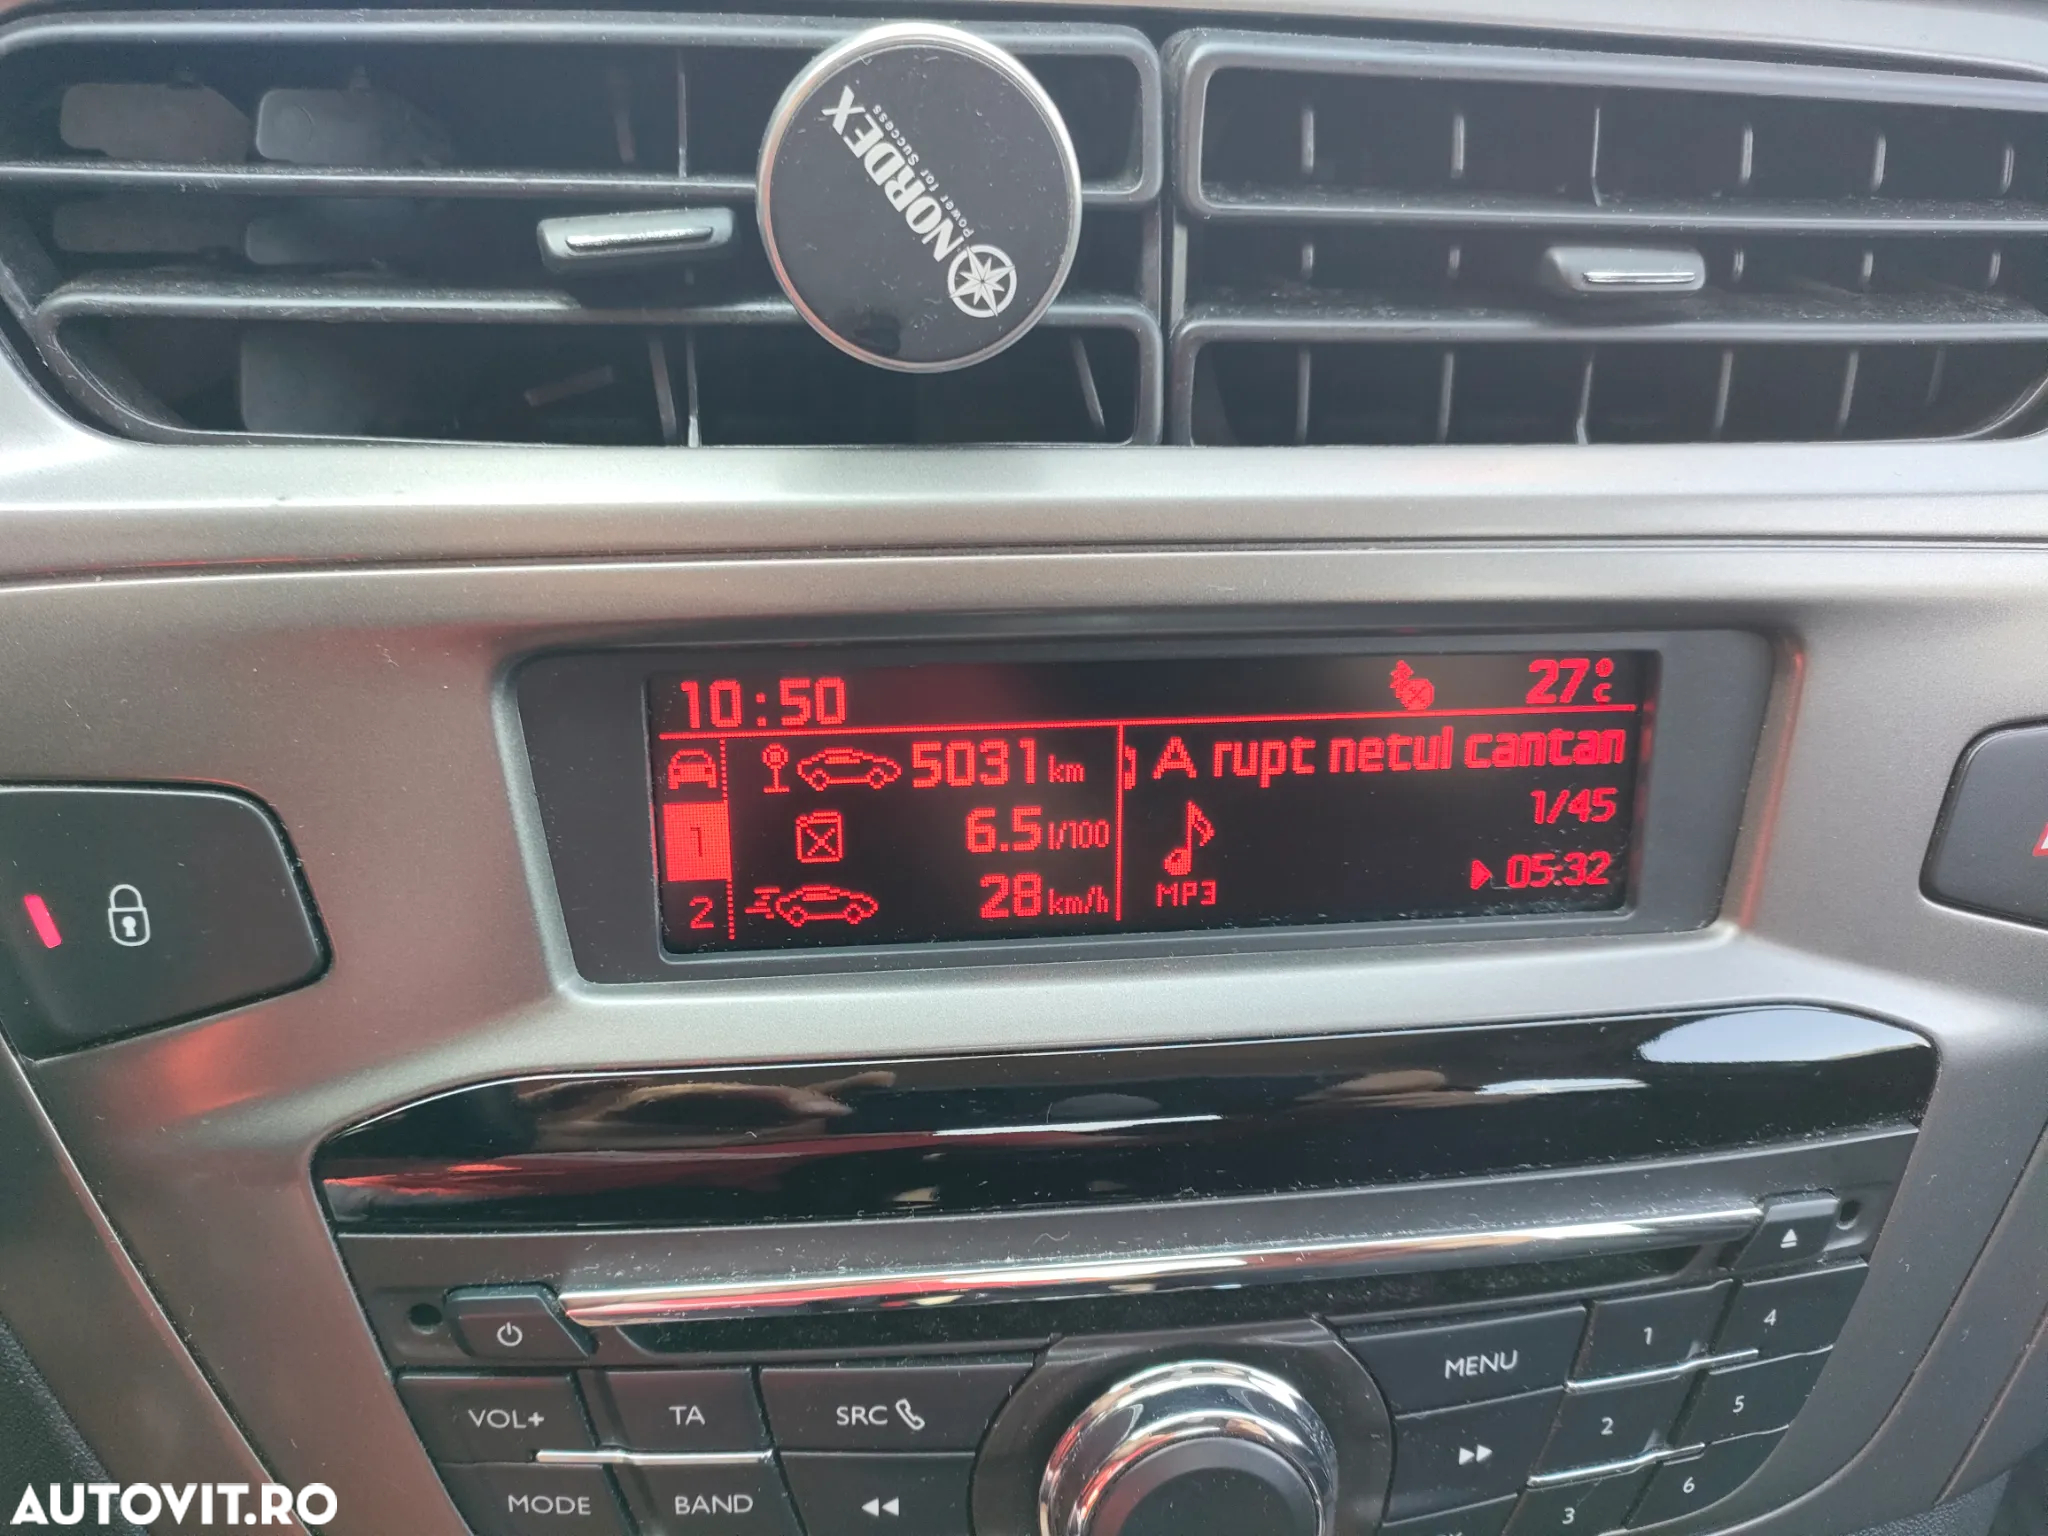 NORDEX
Power for Success
10:50
27°C
5031 km
A rupt netul cantan
1
6.5 l/100
1/45
2
28 km/h
MP3
05:32
MENU
1
4
VOL+
TA
SRC
2
5
MODE
BAND
3
6
AUTOVIT.RO